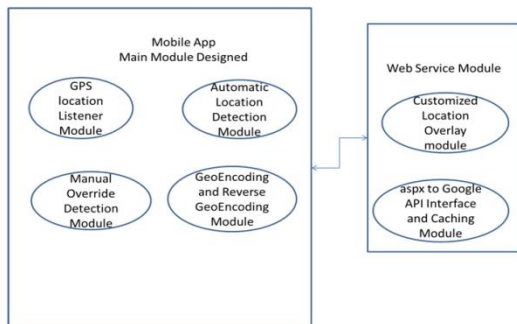 Mobile App
Main Module Designed
GPS
location
Listener
Module
Automatic
Location
Detection
Module
Manual
Override
Detection
Module
GeoEncoding
and Reverse
GeoEncoding
Module
Web Service Module
Customized
Location
Overlay
module
aspx to Google
API Interface
and Caching
Module